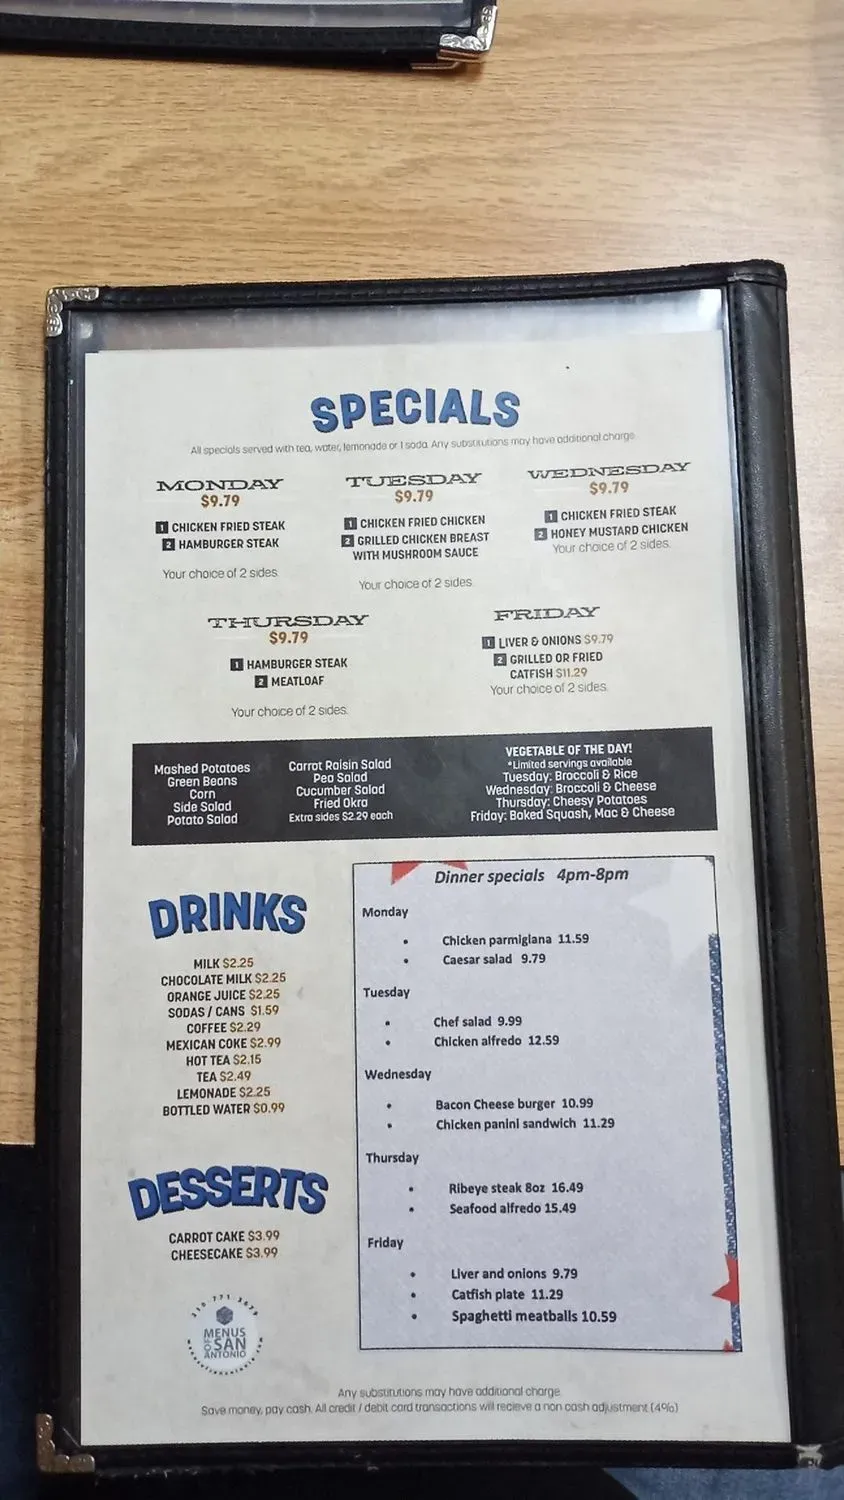 SPECIALS
All specials served with tea, water, lemonade or 1 soda. Any substitutions may have additional charge.
MONDAY
$9.79
1 CHICKEN FRIED STEAK
2 HAMBURGER STEAK
Your choice of 2 sides.
TUESDAY
$9.79
1 CHICKEN FRIED CHICKEN
2 GRILLED CHICKEN BREAST
WITH MUSHROOM SAUCE
Your choice of 2 sides.
WEDNESDAY
$9.79
1 CHICKEN FRIED STEAK
2 HONEY MUSTARD CHICKEN
Your choice of 2 sides.
THURSDAY
$9.79
1 HAMBURGER STEAK
2 MEATLOAF
Your choice of 2 sides.
FRIDAY
1 LIVER & ONIONS $9.79
2 GRILLED OR FRIED
CATFISH $11.29
Your choice of 2 sides.
Mashed Potatoes
Green Beans
Corn
Side Salad
Potato Salad
Carrot Raisin Salad
Pea Salad
Cucumber Salad
Fried Okra
Extra sides $2.29 each
VEGETABLE OF THE DAY!
*Limited servings available
Tuesday: Broccoli & Rice
Wednesday: Broccoli & Cheese
Thursday: Cheesy Potatoes
Friday: Baked Squash, Mac & Cheese
DRINKS
MILK $2.25
CHOCOLATE MILK $2.25
ORANGE JUICE $2.25
SODAS / CANS $1.59
COFFEE $2.29
MEXICAN COKE $2.99
HOT TEA $2.15
TEA $2.49
LEMONADE $2.25
BOTTLED WATER $0.99
DESSERTS
CARROT CAKE $3.99
CHEESECAKE $3.99
MENUS
OF SAN
ANTONIO
Dinner specials 4pm-8pm
Monday
• Chicken parmigiana 11.59
• Caesar salad 9.79
Tuesday
• Chef salad 9.99
• Chicken alfredo 12.59
Wednesday
• Bacon Cheese burger 10.99
• Chicken panini sandwich 11.29
Thursday
• Ribeye steak 8oz 16.49
• Seafood alfredo 15.49
Friday
• Liver and onions 9.79
• Catfish plate 11.29
• Spaghetti meatballs 10.59
Any substitutions may have additional charge.
Save money, pay cash. All credit / debit card transactions will recieve a non cash adjustment (4%)